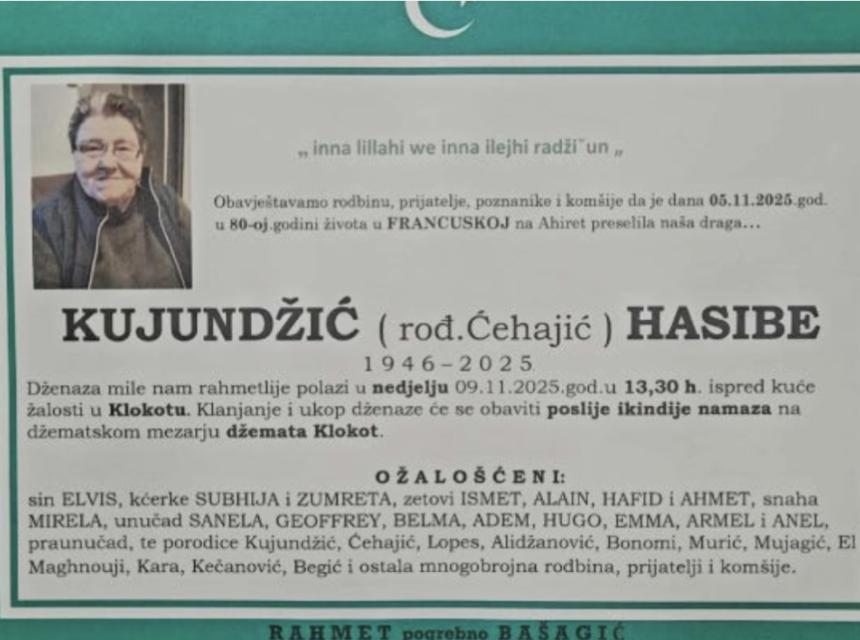 „ inna lillahi we inna ilejhi radži˘un „
Obavještavamo rodbinu, prijatelje, poznanike i komšije da je dana 05.11.2025.god.
u 80-oj.godini života u FRANCUSKOJ na Ahiret preselila naša draga...
KUJUNDŽIĆ ( rođ.Ćehajić ) HASIBE
1946–2025
Dženaza mile nam rahmetlije polazi u nedjelju 09.11.2025.god.u 13,30 h. ispred kuće
žalosti u Klokotu. Klanjanje i ukop dženaze će se obaviti poslije ikindije namaza na
džematskom mezarju džemata Klokot.
OŽALOŠĆENI:
sin ELVIS, kćerke SUBHIJA i ZUMRETA, zetovi ISMET, ALAIN, HAFID i AHMET, snaha
MIRELA, unučad SANELA, GEOFFREY, BELMA, ADEM, HUGO, EMMA, ARMEL i ANEL,
praunučad, te porodice Kujundžić, Ćehajić, Lopes, Alidžanović, Bonomi, Murić, Mujagić, El
Maghnouji, Kara, Kečanović, Begić i ostala mnogobrojna rodbina, prijatelji i komšije.
RAHMET pogrebno BAŠAGIĆ